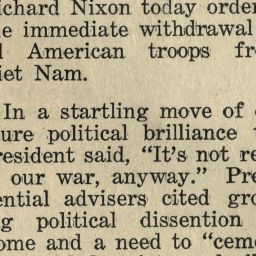 ichard Nixon today order
e immediate withdrawal
l American troops fr
iet Nam.
In a startling move of
ure political brilliance
resident said, "It's not re
our war, anyway." Pre
ential advisers cited gro
g political dissention
ome and a need to "ceme